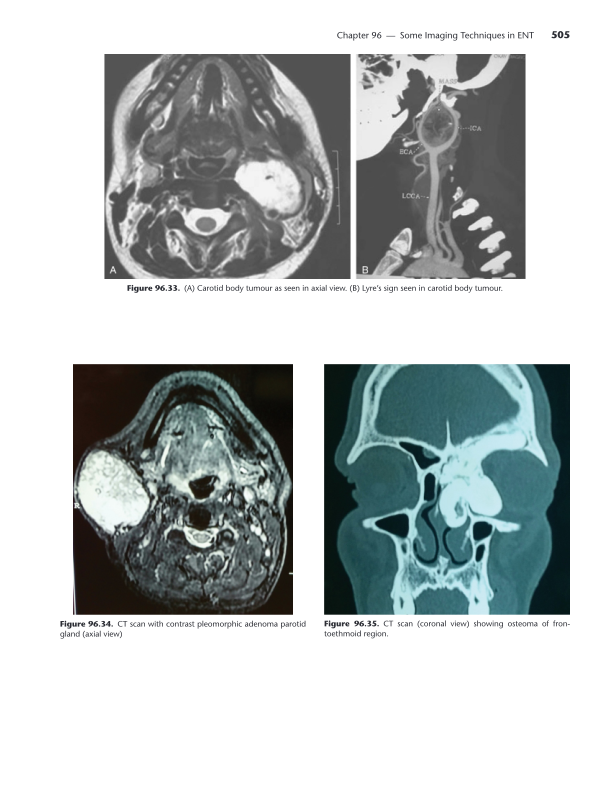 Chapter 96 — Some Imaging Techniques in ENT 505
MASS
ICA
ECA
LCCA
A
B
Figure 96.33. (A) Carotid body tumour as seen in axial view. (B) Lyre's sign seen in carotid body tumour.
R
Figure 96.34. CT scan with contrast pleomorphic adenoma parotid
gland (axial view)
Figure 96.35. CT scan (coronal view) showing osteoma of fron-
toethmoid region.